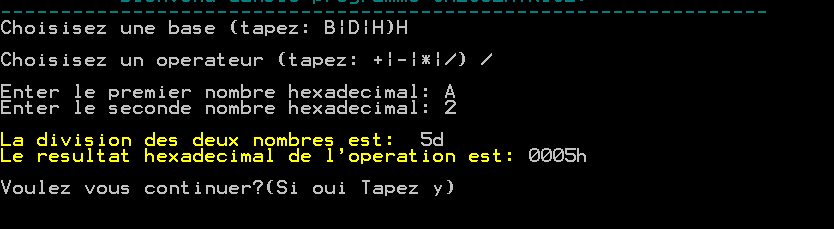 programme
Choisisez une base (tapez: B|D|H)H
Choisisez un operateur (tapez: +|-|*|/) /
Enter le premier nombre hexadecimal: A
Enter le seconde nombre hexadecimal: 2
La division des deux nombres est: 5d
Le resultat hexadecimal de l'operation est: 0005h
Voulez vous continuer?(Si oui Tapez y)